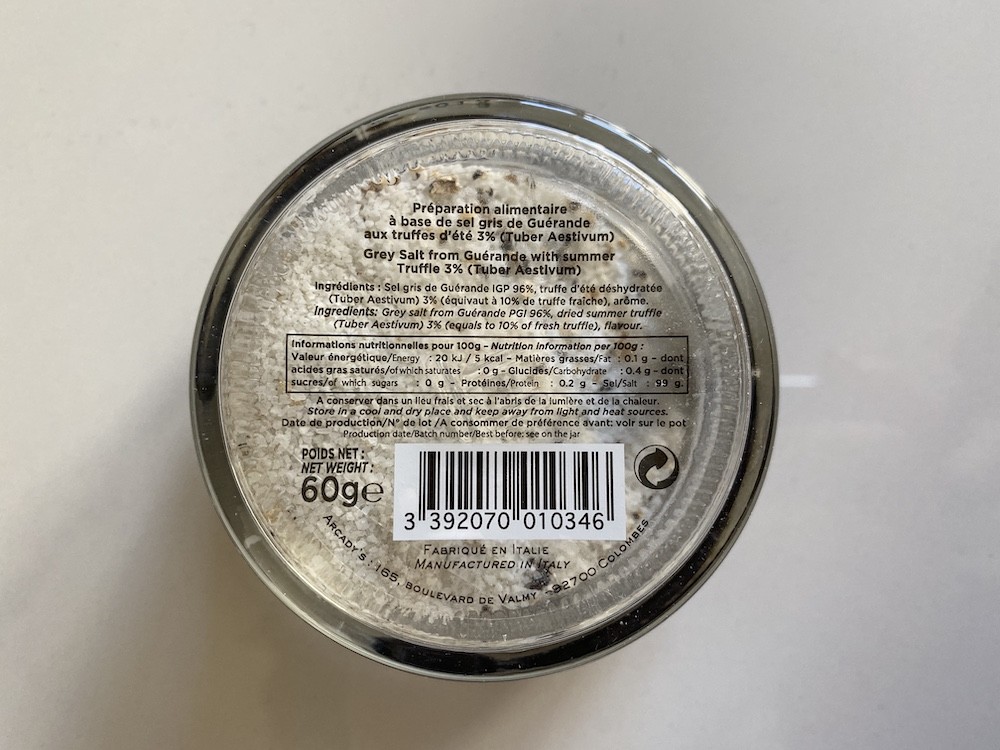 Préparation alimentaire
à base de sel gris de Guérande
aux truffes d'été 3% (Tuber Aestivum)
Grey Salt from Guérande with summer
Truffle 3% (Tuber Aestivum)
Ingrédients : Sel gris de Guérande IGP 96%, truffe d'été déshydratée
(Tuber Aestivum) 3% (équivaut à 10% de truffe fraîche), arôme.
Ingredients: Grey salt from Guérande PGI 96%, dried summer truffle
(Tuber Aestivum) 3% (equals to 10% of fresh truffle), flavour.
Informations nutritionnelles pour 100g - Nutrition Information per 100g :
Valeur énergétique/Energy : 20 kJ / 5 kcal - Matières grasses/Fat : 0.1 g - dont
acides gras saturés/of which saturates : 0 g - Glucides/Carbohydrate : 0.4 g - dont
sucres/of which sugars : 0 g - Protéines/Protein : 0.2 g - Sel/Salt : 99 g.
A conserver dans un lieu frais et sec à l'abris de la lumière et de la chaleur.
Store in a cool and dry place and keep away from light and heat sources.
Date de production/N° de lot /A consommer de préférence avant: voir sur le pot
Production date/Batch number/Best before: see on the jar
POIDS NET :
NET WEIGHT :
60g℮
3 392070 010346
Fabriqué en Italie
Manufactured in Italy
Arcady's : 165, boulevard de Valmy - 92700 Colombes